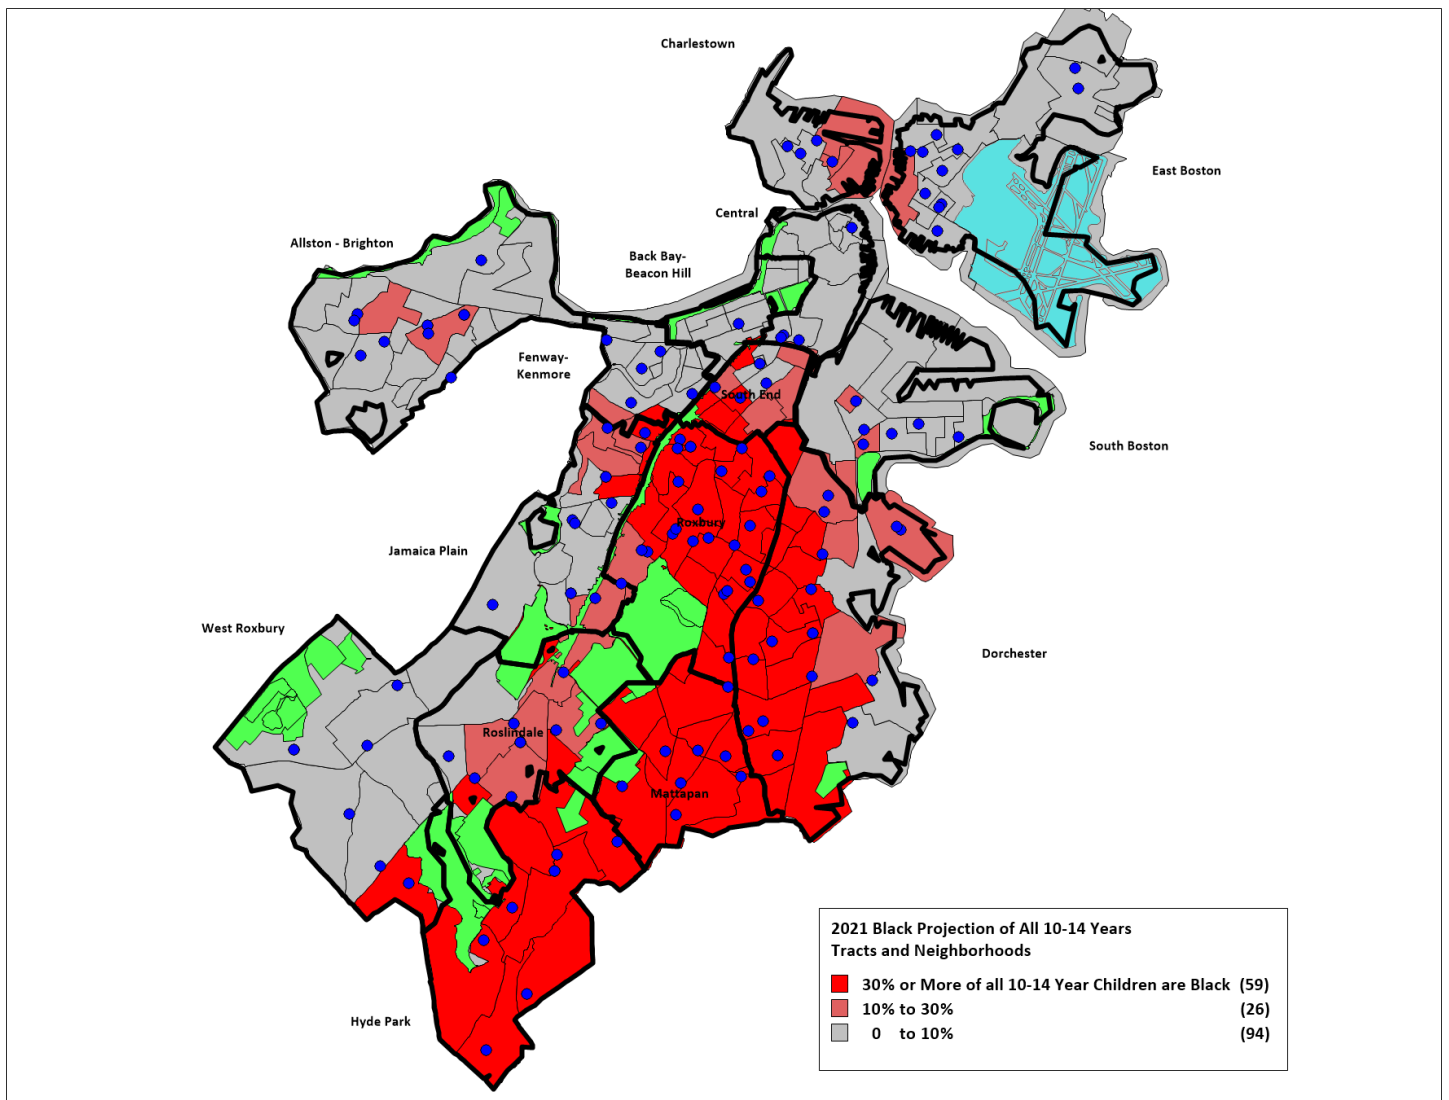 Charlestown
East Boston
Central
Allston - Brighton
Back Bay-
Beacon Hill
Fenway-
Kenmore
South End
South Boston
Roxbury
Jamaica Plain
West Roxbury
Dorchester
Roslindale
Mattapan
Hyde Park
2021 Black Projection of All 10-14 Years
Tracts and Neighborhoods
30% or More of all 10-14 Year Children are Black (59)
10% to 30% (26)
0 to 10% (94)